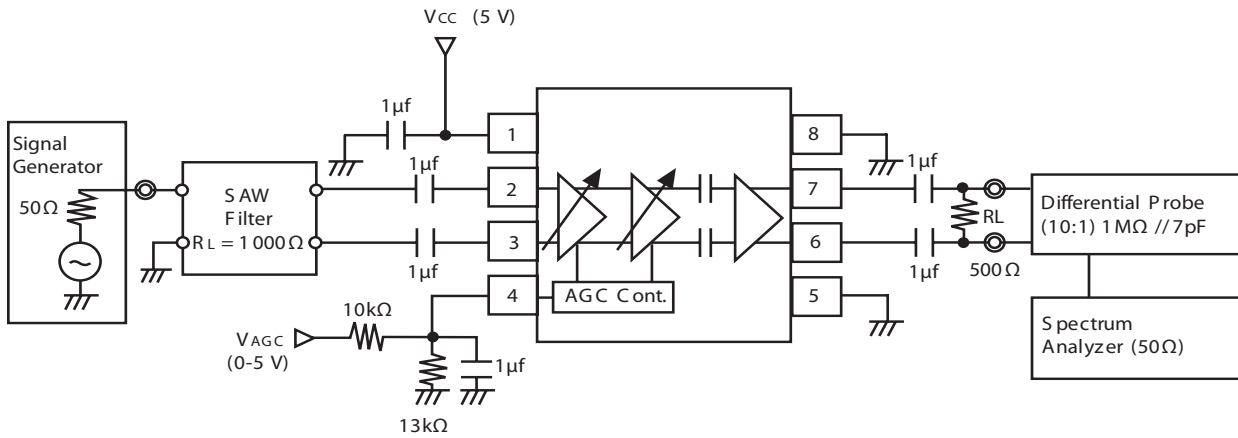 VCC (5 V)
1μf
Signal
Generator
50Ω
SAW
Filter
RL = 1000Ω
1μf
1μf
1
2
3
4
AGC Cont.
8
7
6
5
VAGC
(0-5 V)
10kΩ
13kΩ
1μf
1μf
1μf
RL
500Ω
Differential Probe
(10:1) 1MΩ //7pF
Spectrum
Analyzer (50Ω)